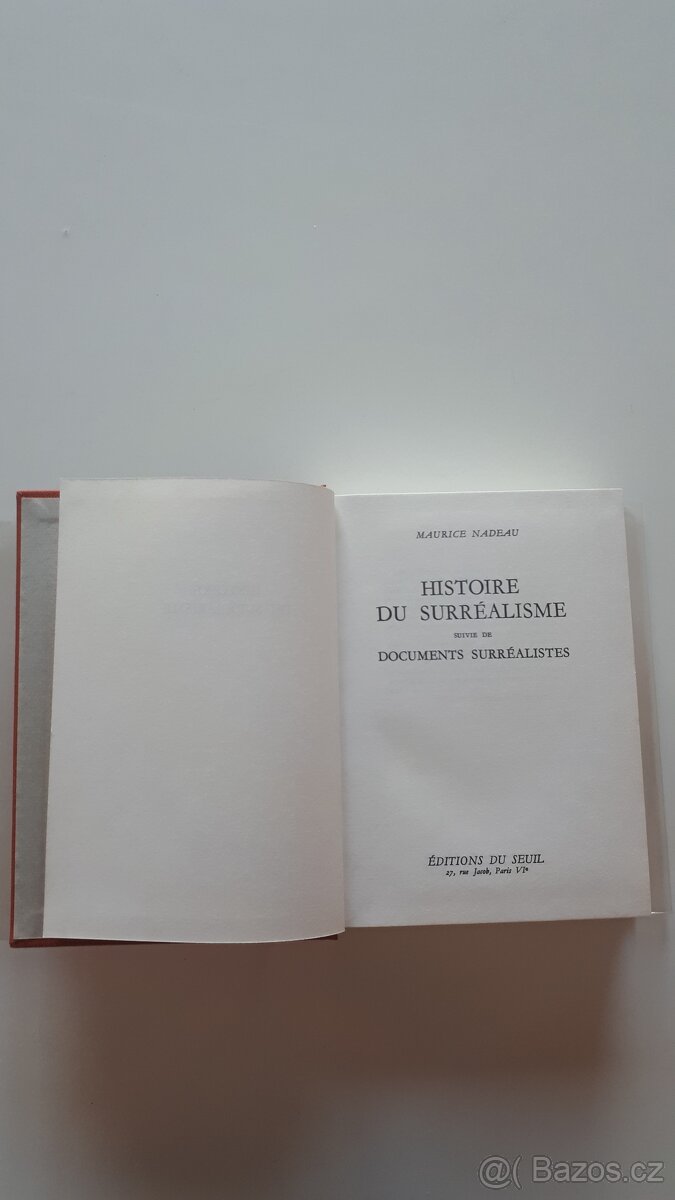 MAURICE NADEAU
HISTOIRE
DU SURRÉALISME
SUIVIE DE
DOCUMENTS SURRÉALISTES
ÉDITIONS DU SEUIL
27, rue Jacob, Paris VIᵉ
@( Bazos.cz